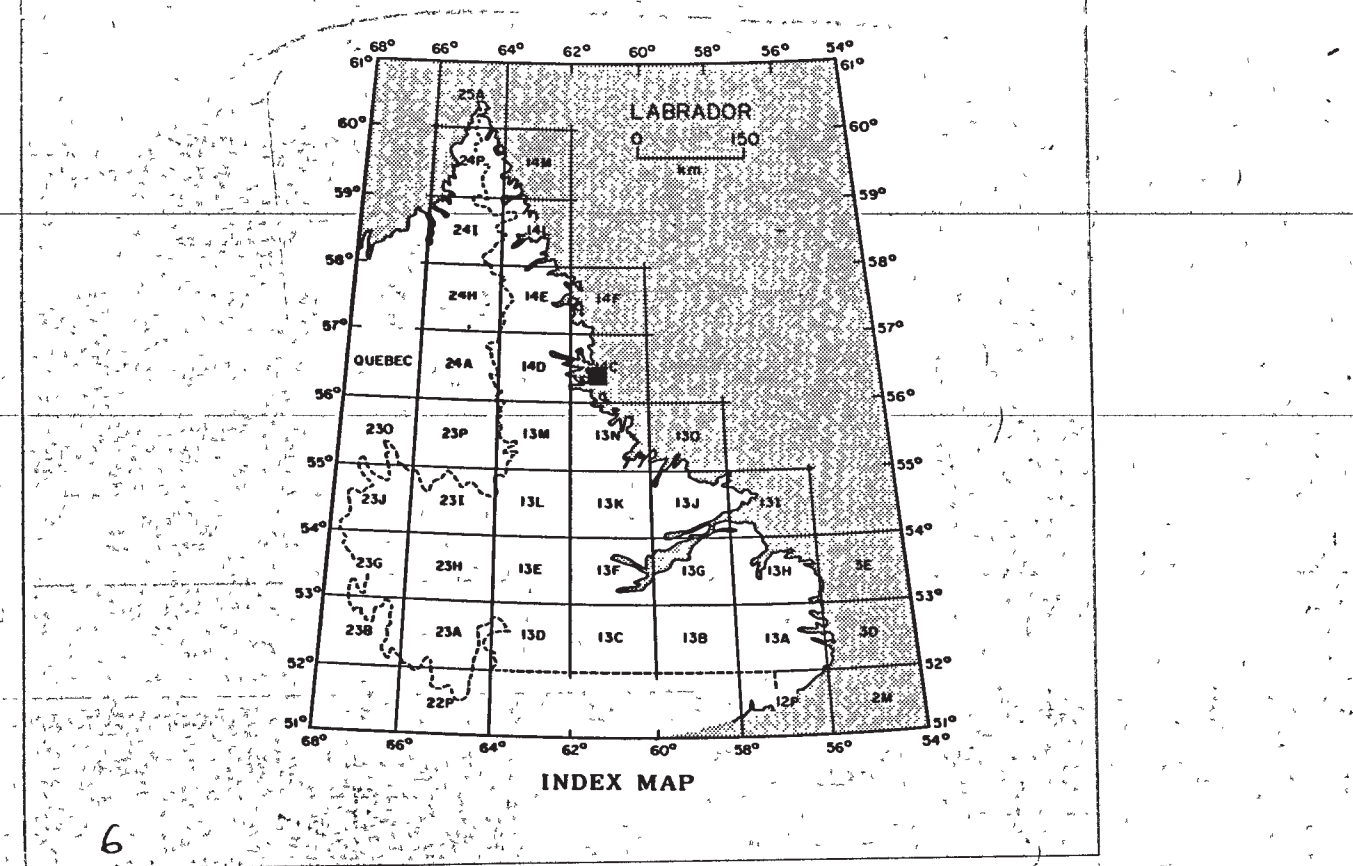 68° 66° 64° 62° 60° 58° 56° 54°
61° 61°
25A
LABRADOR
0 150
km
60° 60°
24P 14M
59° 59°
24I 14L
58° 58°
24H 14E 14F
57° 57°
QUEBEC 24A 14D 14C
56° 56°
23O 23P 13M 13N 13O
55° 55°
23J 23I 13L 13K 13J 13I
54° 54°
23G 23H 13E 13F 13G 13H 3E
53° 53°
23B 23A 13D 13C 13B 13A 3D
52° 52°
22P 12P 2M
51° 51°
68° 66° 64° 62° 60° 58° 56° 54°
INDEX MAP
6